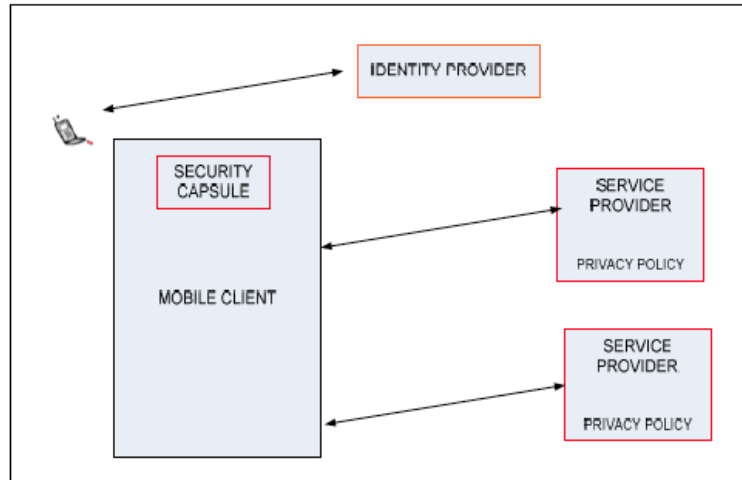 IDENTITY PROVIDER
SECURITY
CAPSULE
MOBILE CLIENT
SERVICE
PROVIDER
PRIVACY POLICY
SERVICE
PROVIDER
PRIVACY POLICY